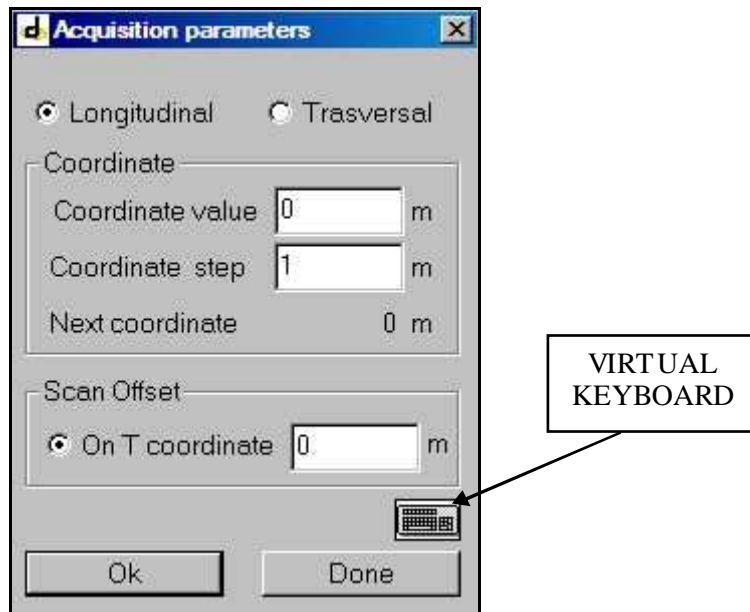 d Acquisition parameters
Longitudinal Trasversal
Coordinate
Coordinate value 0 m
Coordinate step 1 m
Next coordinate 0 m
Scan Offset
On T coordinate 0 m
Ok Done
VIRTUAL
KEYBOARD